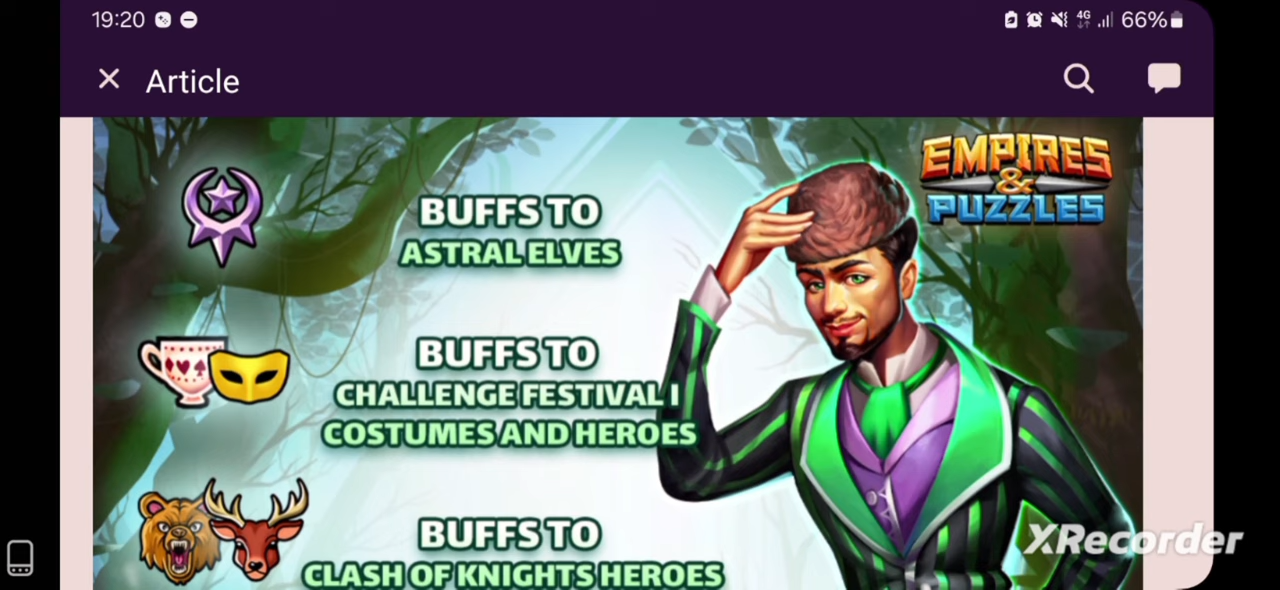 19:20
4G
66%
Article
EMPIRES
&
PUZZLES
BUFFS TO
ASTRAL ELVES
BUFFS TO
CHALLENGE FESTIVAL I
COSTUMES AND HEROES
BUFFS TO
CLASH OF KNIGHTS HEROES
XRecorder